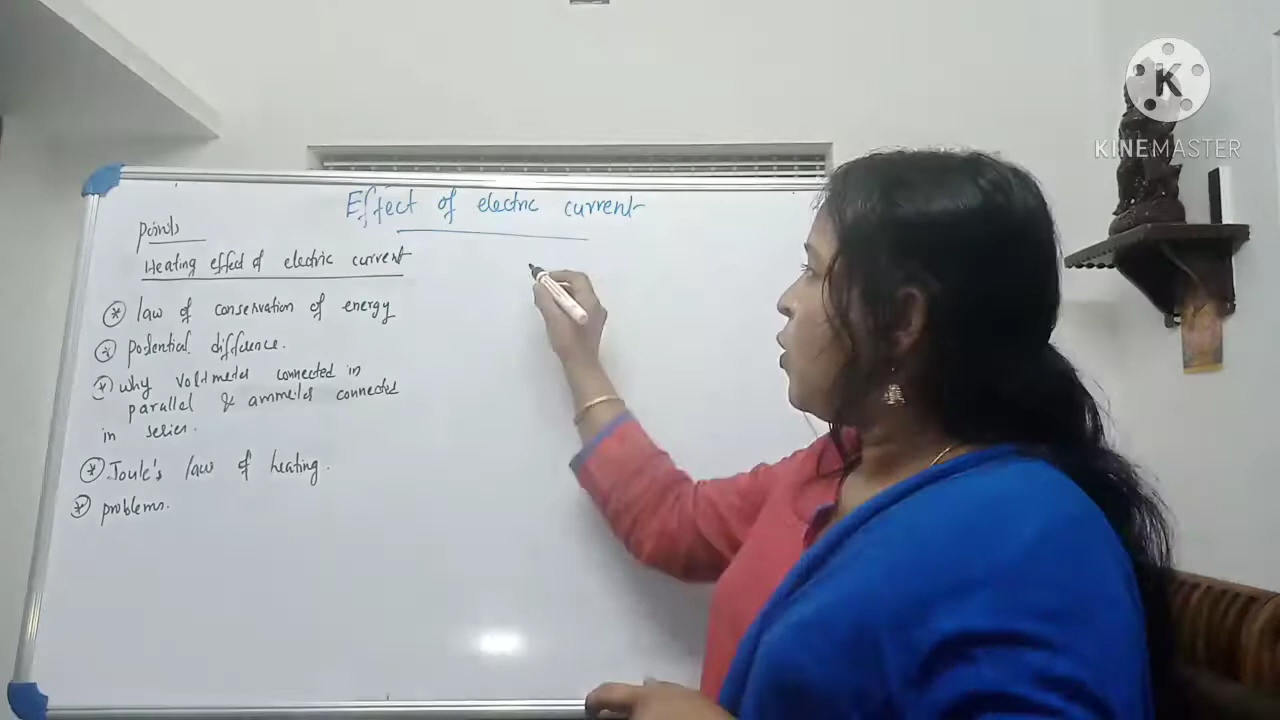 Effect of electric current
points
Heating effect of electric current
* law of conservation of energy
* potential difference.
* why voltmeter connected in
parallel & ammeter connected
in series.
* Joule's law of heating.
* problems.
K
KINEMASTER